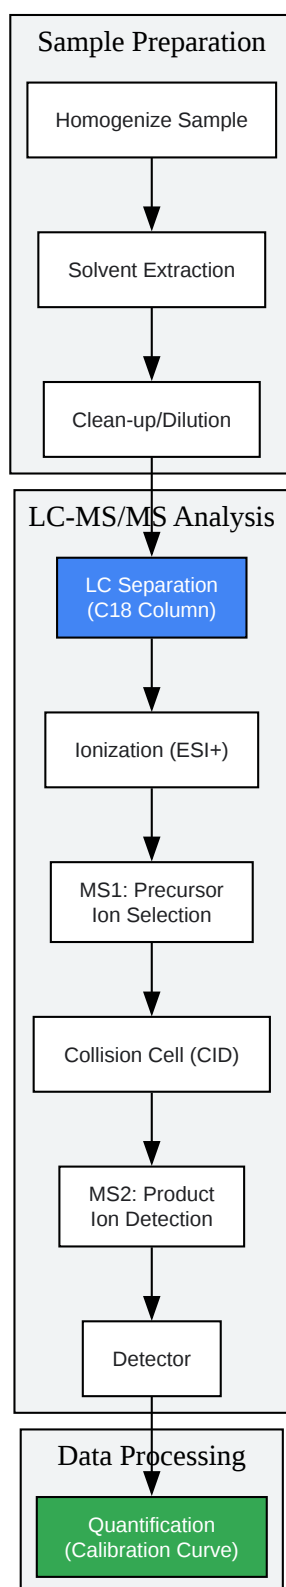 Sample Preparation
Homogenize Sample
Solvent Extraction
Clean-up/Dilution
LC-MS/MS Analysis
LC Separation
(C18 Column)
Ionization (ESI+)
MS1: Precursor
Ion Selection
Collision Cell (CID)
MS2: Product
Ion Detection
Detector
Data Processing
Quantification
(Calibration Curve)